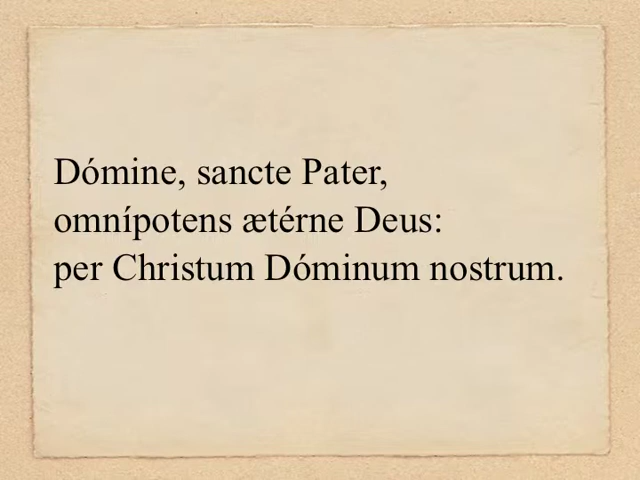 Dómine, sancte Pater,
omnípotens ætérne Deus:
per Christum Dóminum nostrum.